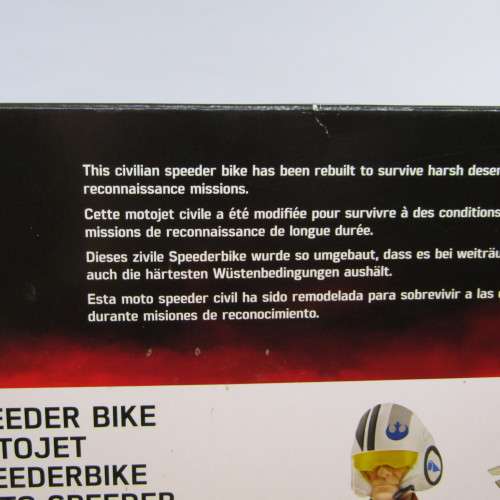 This civilian speeder bike has been rebuilt to survive harsh
reconnaissance missions.
Cette motojet civile a été modifiée pour survivre à des conditions
missions de reconnaissance de longue durée.
Dieses zivile Speederbike wurde so umgebaut, dass es bei
auch die härtesten Wüstenbedingungen aushält.
Esta moto speeder civil ha sido remodelada para sobrevivir a las
durante misiones de reconocimiento.
EEDER BIKE
TOJET
EEDERBIKE
SPEEDER